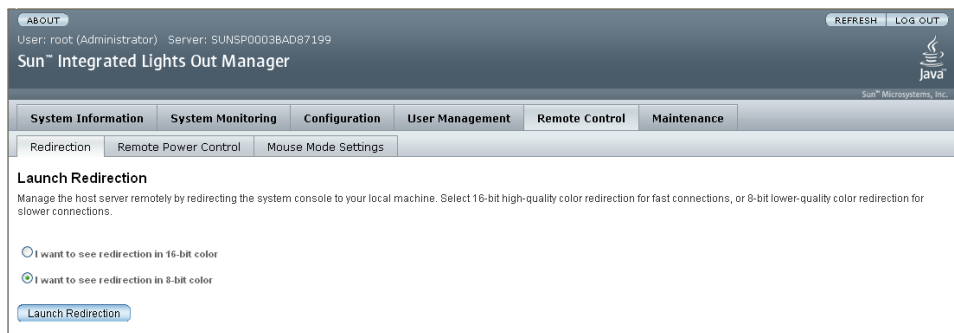 ABOUT
REFRESH LOG OUT
User: root (Administrator) Server: SUNSP0003BAD87199
Sun™ Integrated Lights Out Manager
Java™
Sun™ Microsystems, Inc.
System Information System Monitoring Configuration User Management Remote Control Maintenance
Redirection Remote Power Control Mouse Mode Settings
Launch Redirection
Manage the host server remotely by redirecting the system console to your local machine. Select 16-bit high-quality color redirection for fast connections, or 8-bit lower-quality color redirection for
slower connections.
I want to see redirection in 16-bit color
I want to see redirection in 8-bit color
Launch Redirection